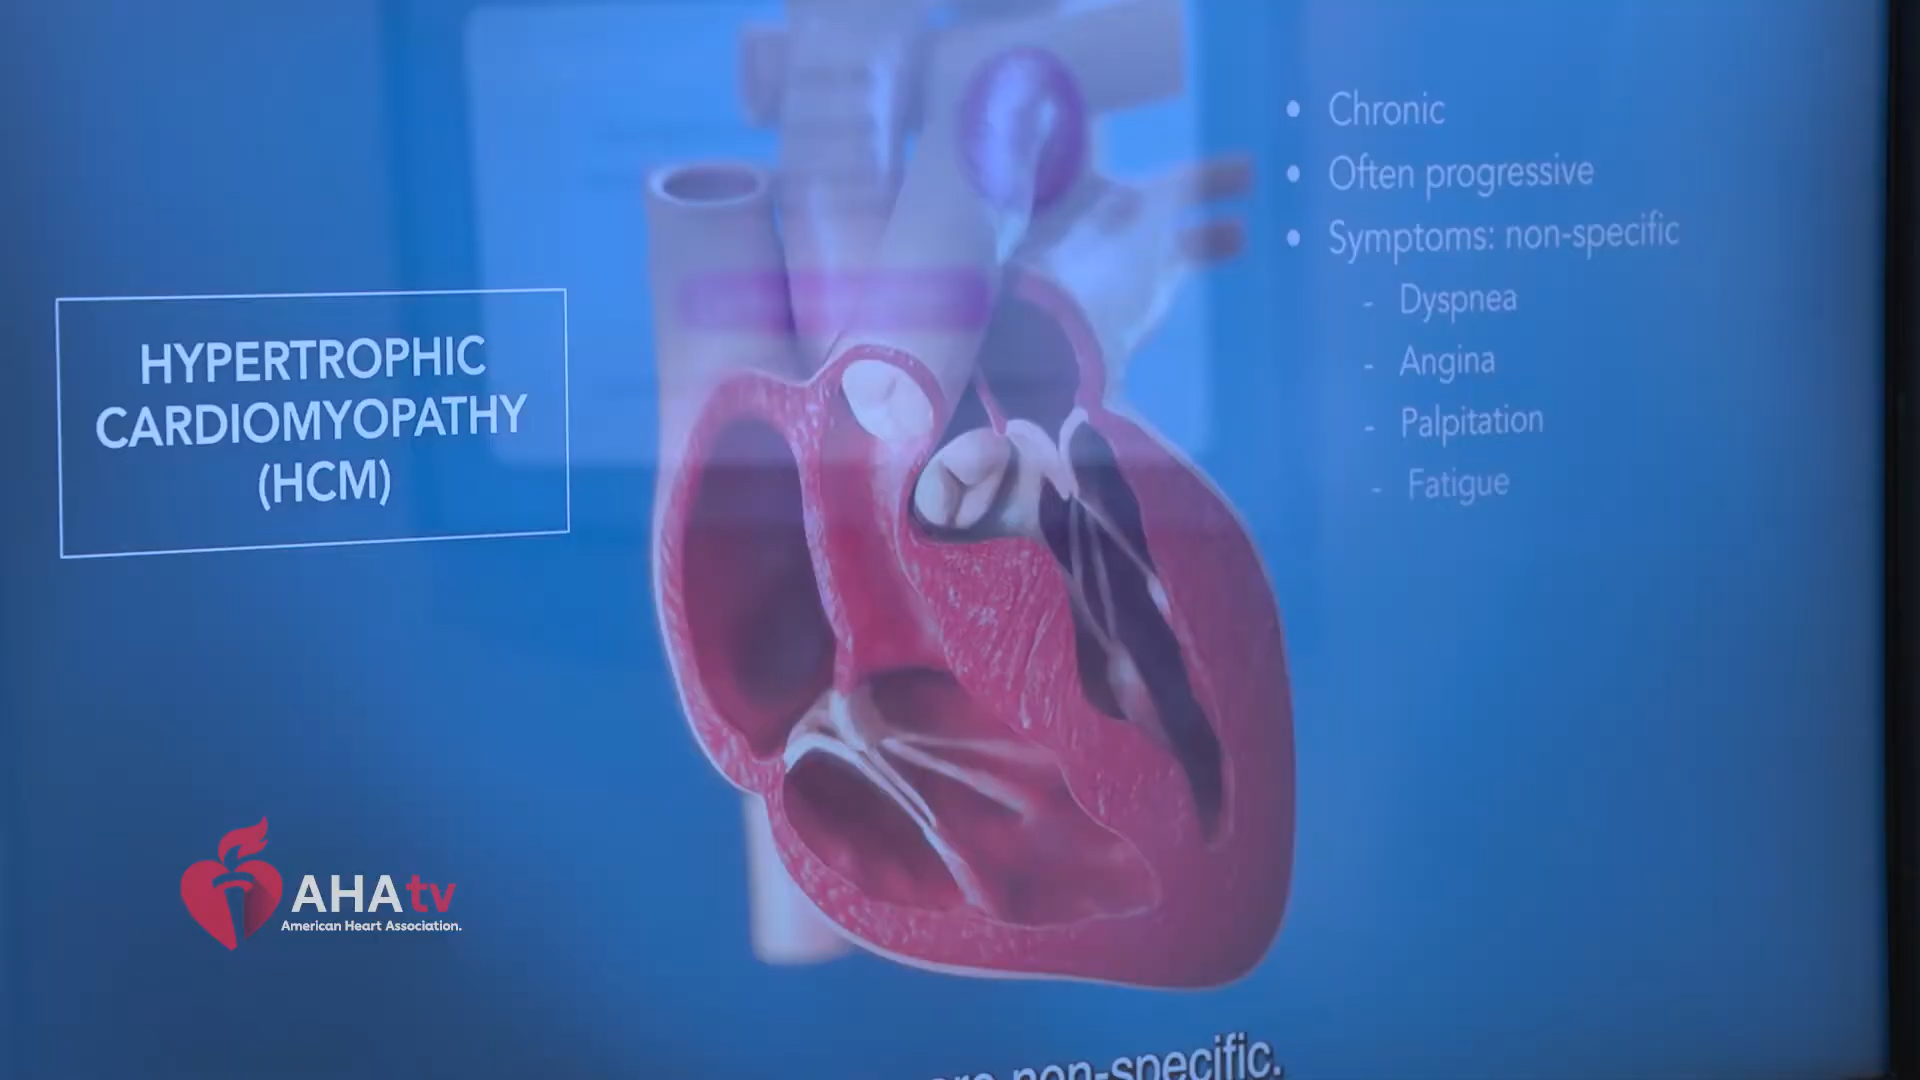 HYPERTROPHIC
CARDIOMYOPATHY
(HCM)
• Chronic
• Often progressive
• Symptoms: non-specific
- Dyspnea
- Angina
- Palpitation
- Fatigue
AHAtv
American Heart Association.
non-specific.